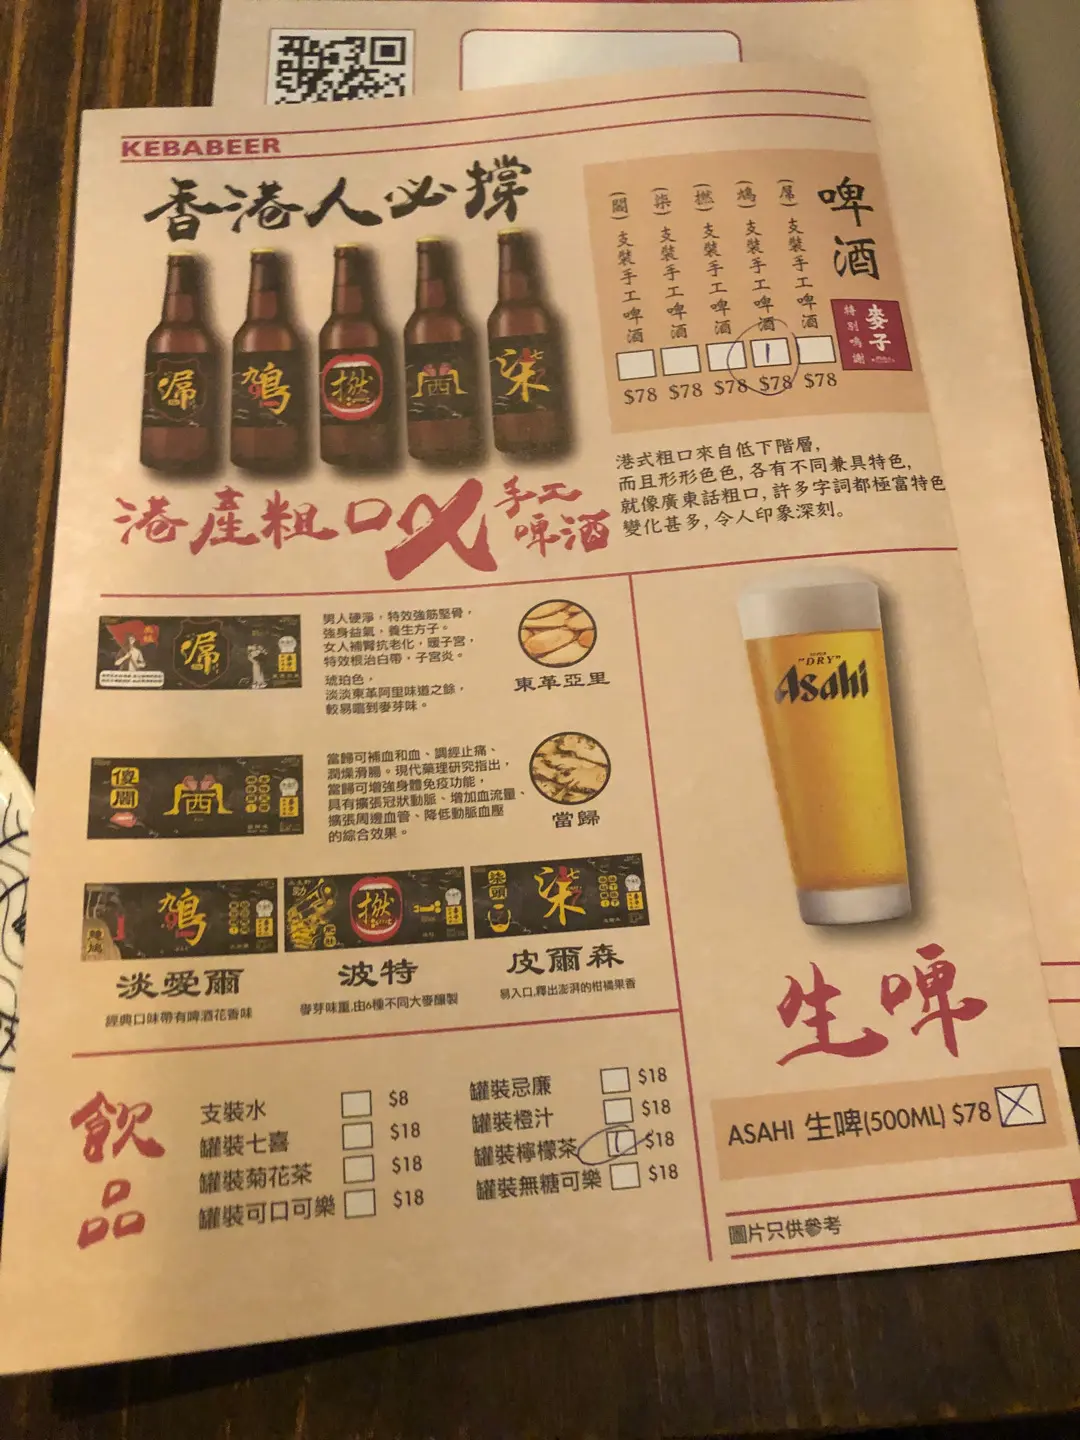 KEBABEER
香港人必撐
鳩
撚
西
柒
港產粗口X手工啤酒
啤酒
支裝手工啤酒
(鳩)支裝手工啤酒
(撚)支裝手工啤酒
(柒)支裝手工啤酒
(閪)支裝手工啤酒
麥子
特別鳴謝
$78 $78 $78 $78 $78
1
港式粗口來自低下階層,
而且形形色色, 各有不同兼具特色,
就像廣東話粗口, 許多字詞都極富特色
變化甚多, 令人印象深刻。
男人硬淨，特效強筋堅骨，
強身益氣，養生方子。
女人補腎抗老化，暖子宮，
特效根治白帶，子宮炎。
琥珀色，
淡淡東革阿里味道之餘，
較易嚐到麥芽味。
東革亞里
西
當歸可補血和血、調經止痛、
潤燥滑腸。現代藥理研究指出，
當歸可增強身體免疫功能，
具有擴張冠狀動脈、增加血流量、
擴張周邊血管、降低動脈血壓
的綜合效果。
當歸
鳩
撚
柒頭
柒
淡愛爾
經典口味帶有啤酒花香味
波特
麥芽味重,由6種不同大麥釀製
皮爾森
易入口,釋出澎湃的柑橘果香
SUPER
"DRY"
Asahi
生啤
ASAHI 生啤(500ML) $78 X
圖片只供參考
飲品
支裝水 $8
罐裝七喜 $18
罐裝菊花茶 $18
罐裝可口可樂 $18
罐裝忌廉 $18
罐裝橙汁 $18
罐裝檸檬茶 1 $18
罐裝無糖可樂 $18